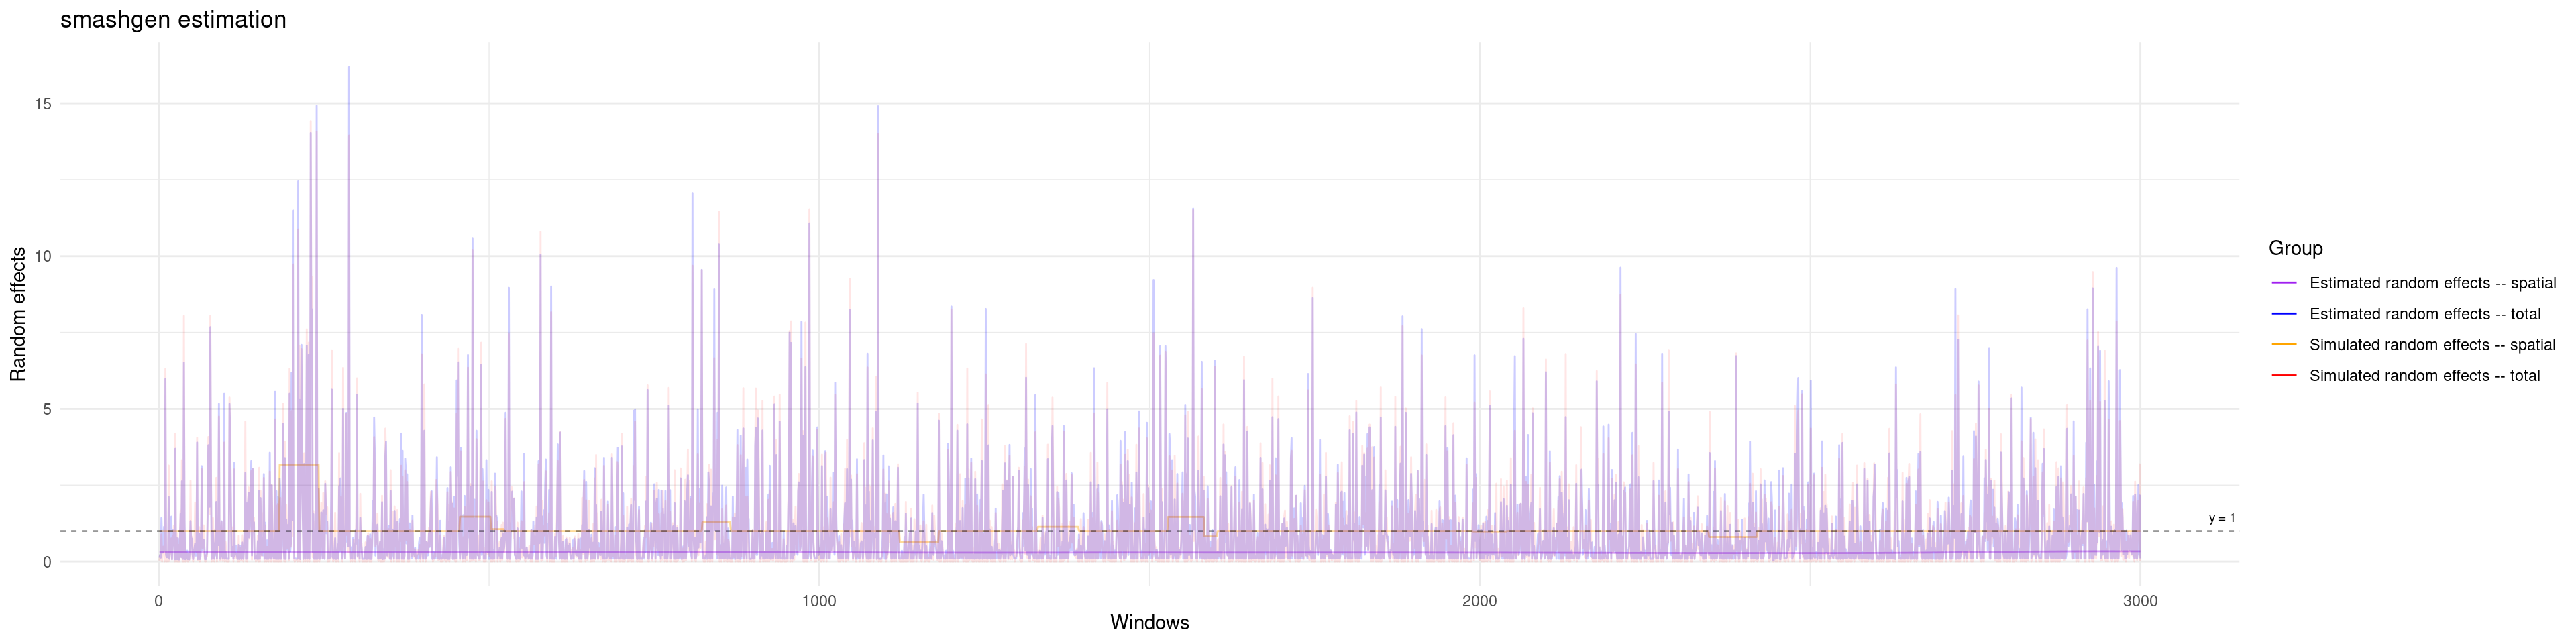 smashgen estimation
Random effects
15
10
5
0
y = 1
0
1000
2000
3000
Windows
Group
Estimated random effects -- spatial
Estimated random effects -- total
Simulated random effects -- spatial
Simulated random effects -- total